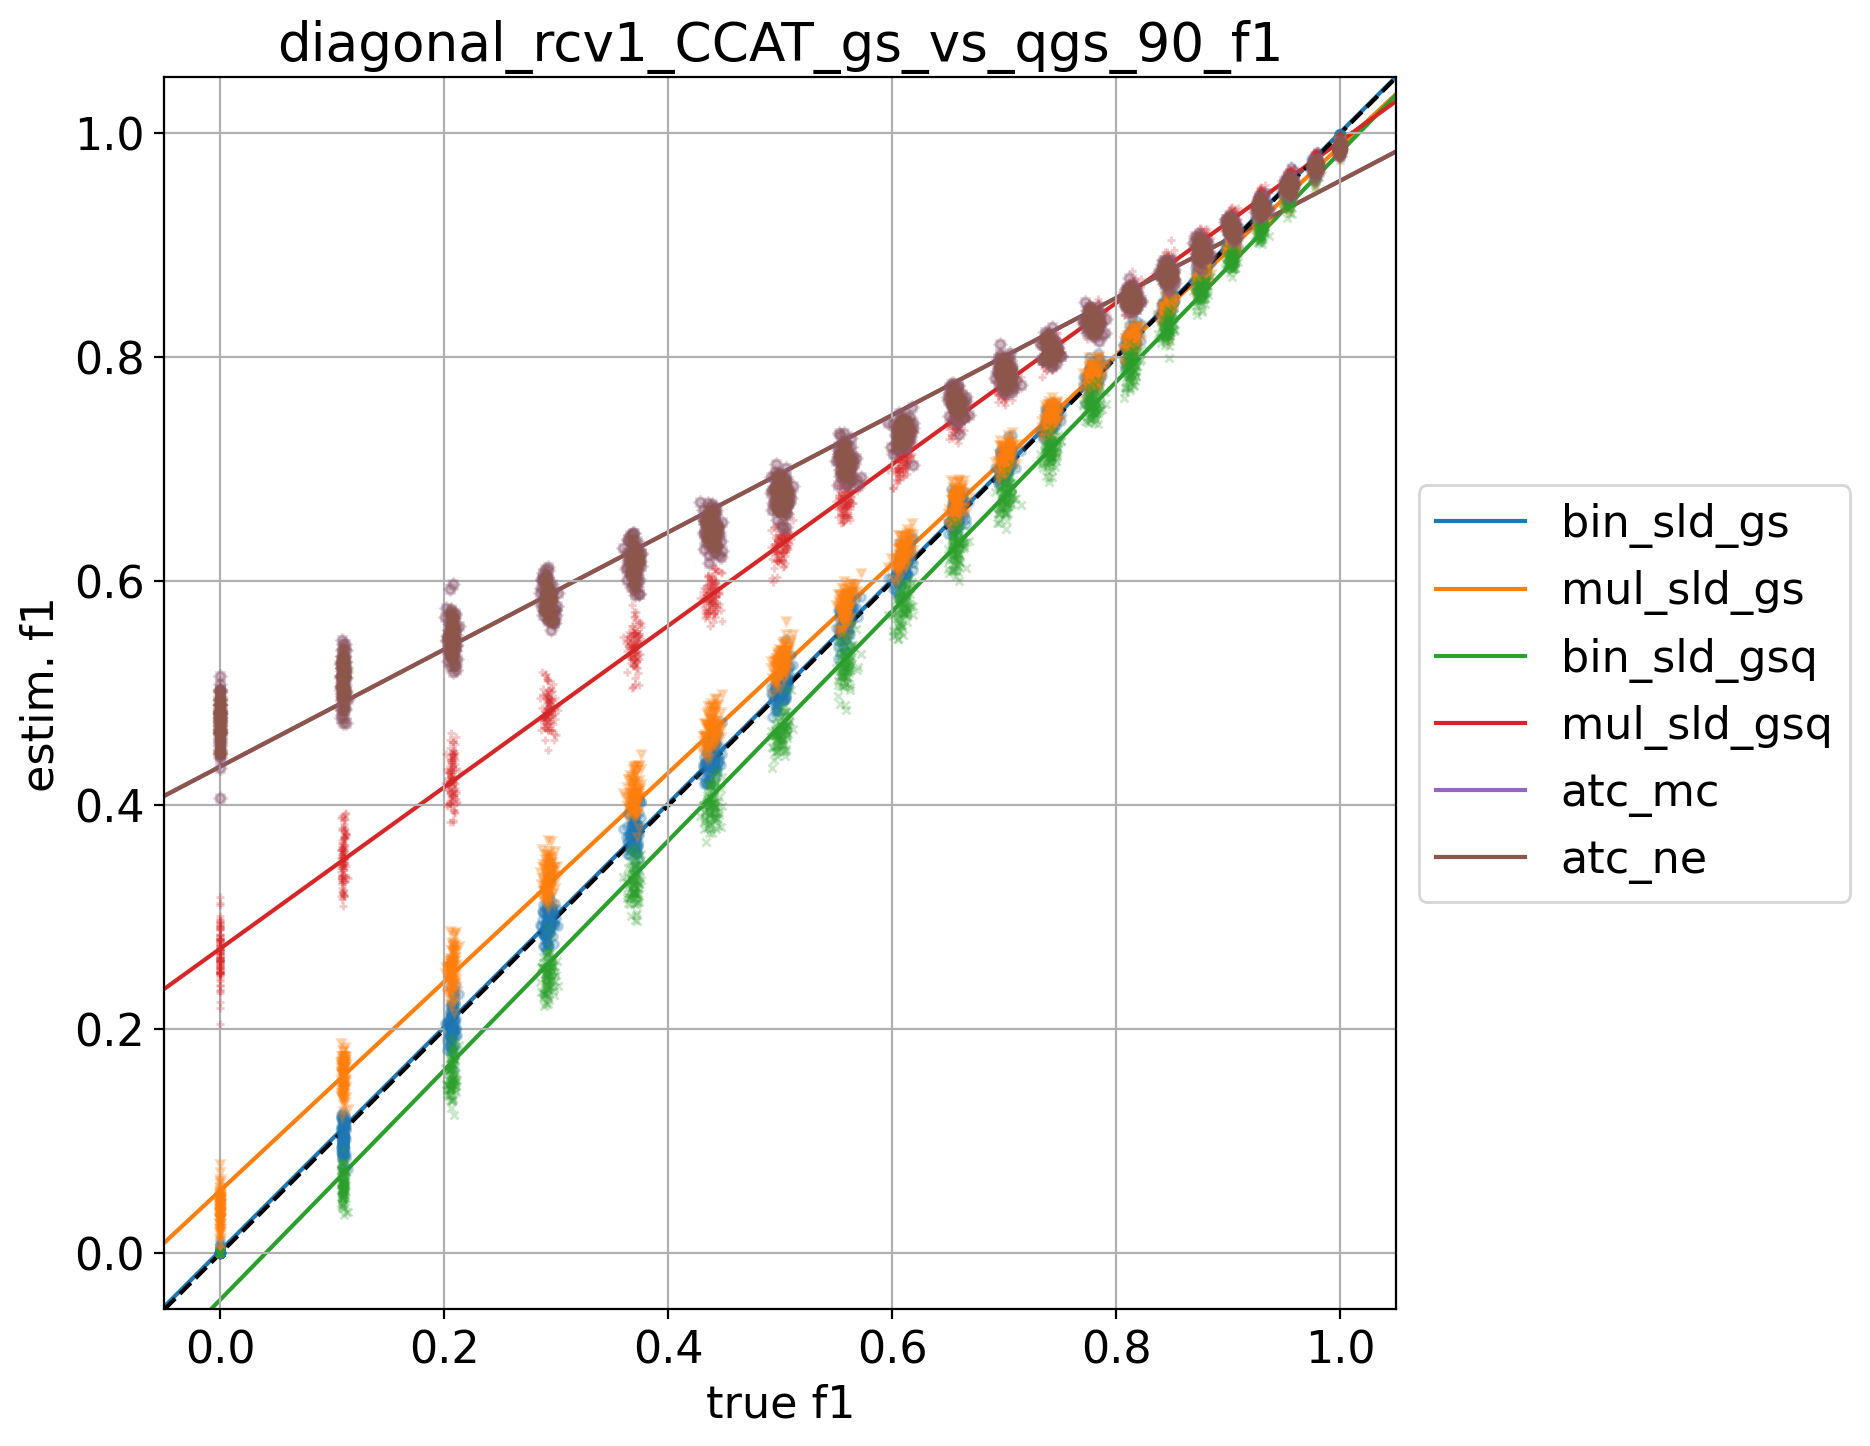 diagonal_rcv1_CCAT_gs_vs_qgs_90_f1
estim. f1
1.0
0.8
0.6
0.4
0.2
0.0
0.0 0.2 0.4 0.6 0.8 1.0
true f1
bin_sld_gs
mul_sld_gs
bin_sld_gsq
mul_sld_gsq
atc_mc
atc_ne